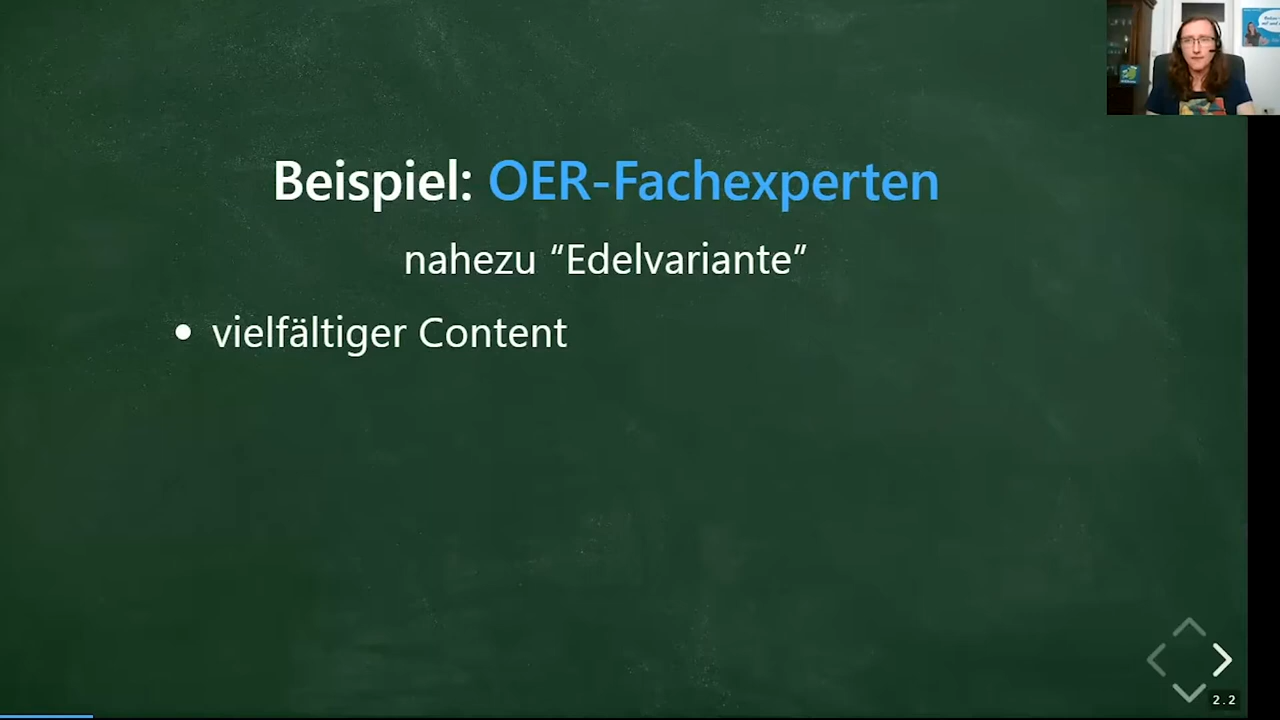 Beispiel: OER-Fachexperten
nahezu “Edelvariante”
• vielfältiger Content
2.2